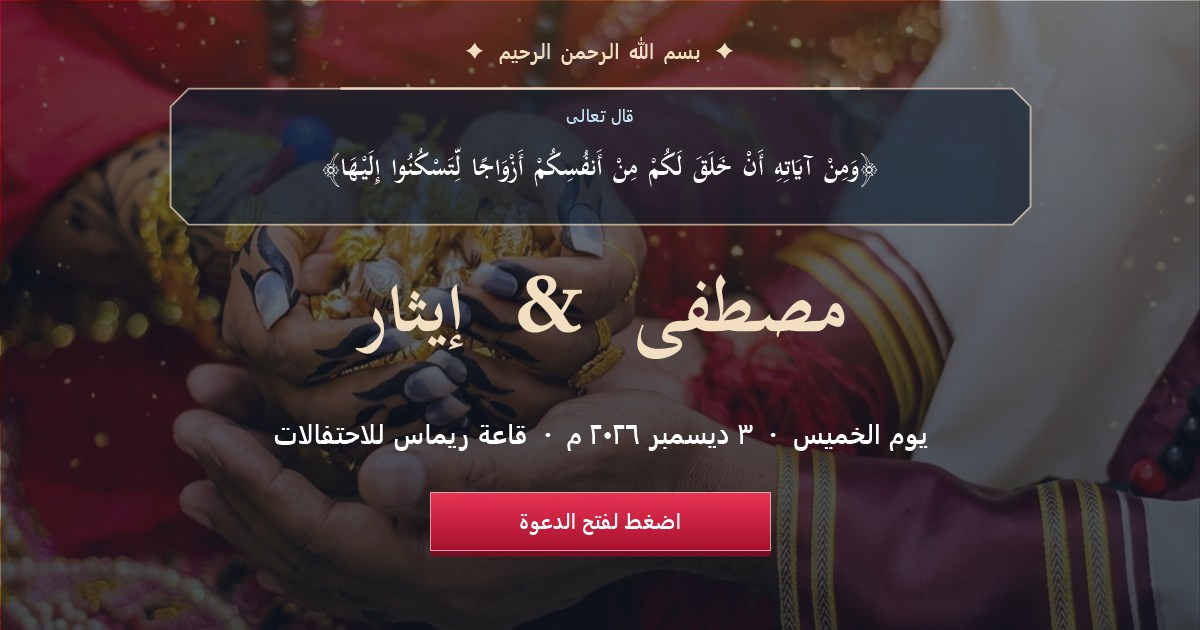 ✦ بسم الله الرحمن الرحيم ✦
قال تعالى
﴿وَمِنْ آيَاتِهِ أَنْ خَلَقَ لَكُمْ مِنْ أَنفُسِكُمْ أَزْوَاجًا لِّتَسْكُنُوا إِلَيْهَا﴾
مصطفى & إيثار
يوم الخميس · ٣ ديسمبر ٢٠٢٦ م · قاعة ريماس للاحتفالات
اضغط لفتح الدعوة